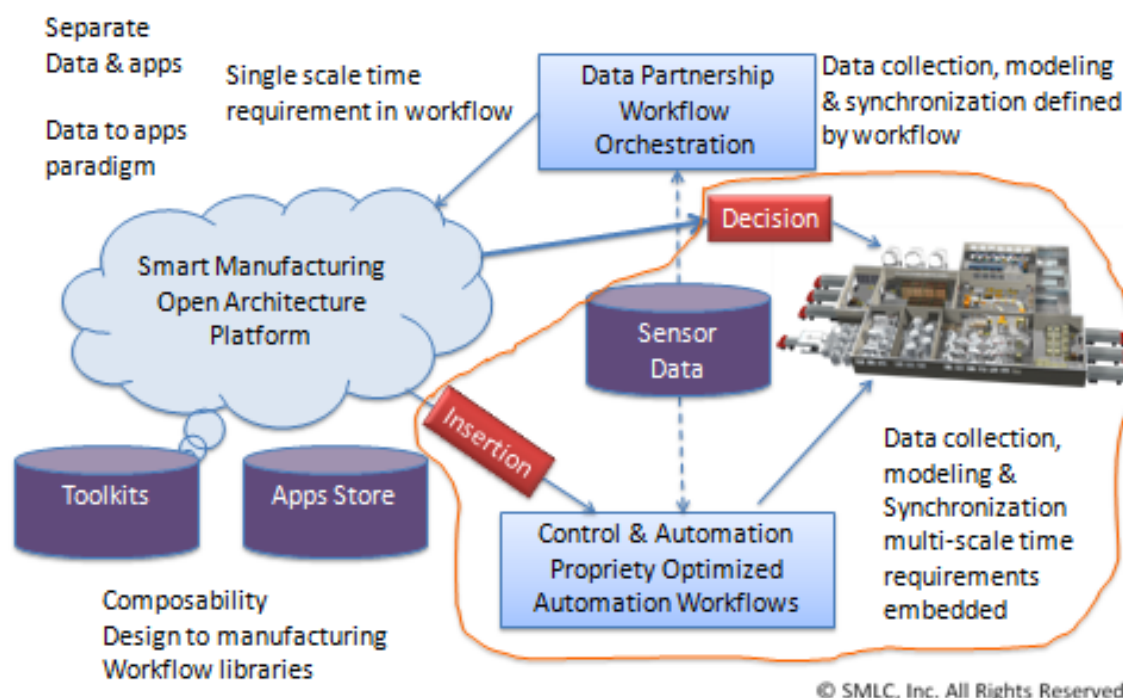 Separate
Data & apps
Data to apps
paradigm
Single scale time
requirement in workflow
Data Partnership
Workflow
Orchestration
Data collection, modeling
& synchronization defined
by workflow
Decision
Smart Manufacturing
Open Architecture
Platform
Sensor
Data
Insertion
Toolkits
Apps Store
Control & Automation
Propriety Optimized
Automation Workflows
Data collection,
modeling &
Synchronization
multi-scale time
requirements
embedded
Composability
Design to manufacturing
Workflow libraries
© SMLC, Inc. All Rights Reserved